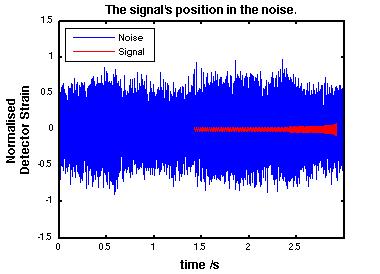 The signal's position in the noise.
1.5
Noise
Signal
1
0.5
0
-0.5
-1
-1.5
Normalised
Detector Strain
0 0.5 1 1.5 2 2.5
time /s